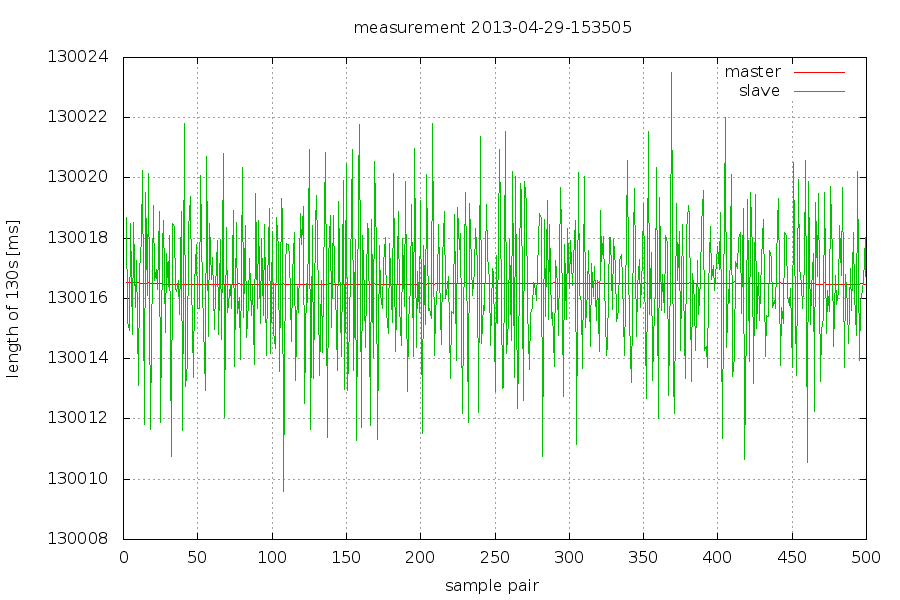 measurement 2013-04-29-153505
master
slave
130024
130022
130020
130018
130016
130014
130012
130010
130008
length of 130s [ms]
0 50 100 150 200 250 300 350 400 450 500
sample pair